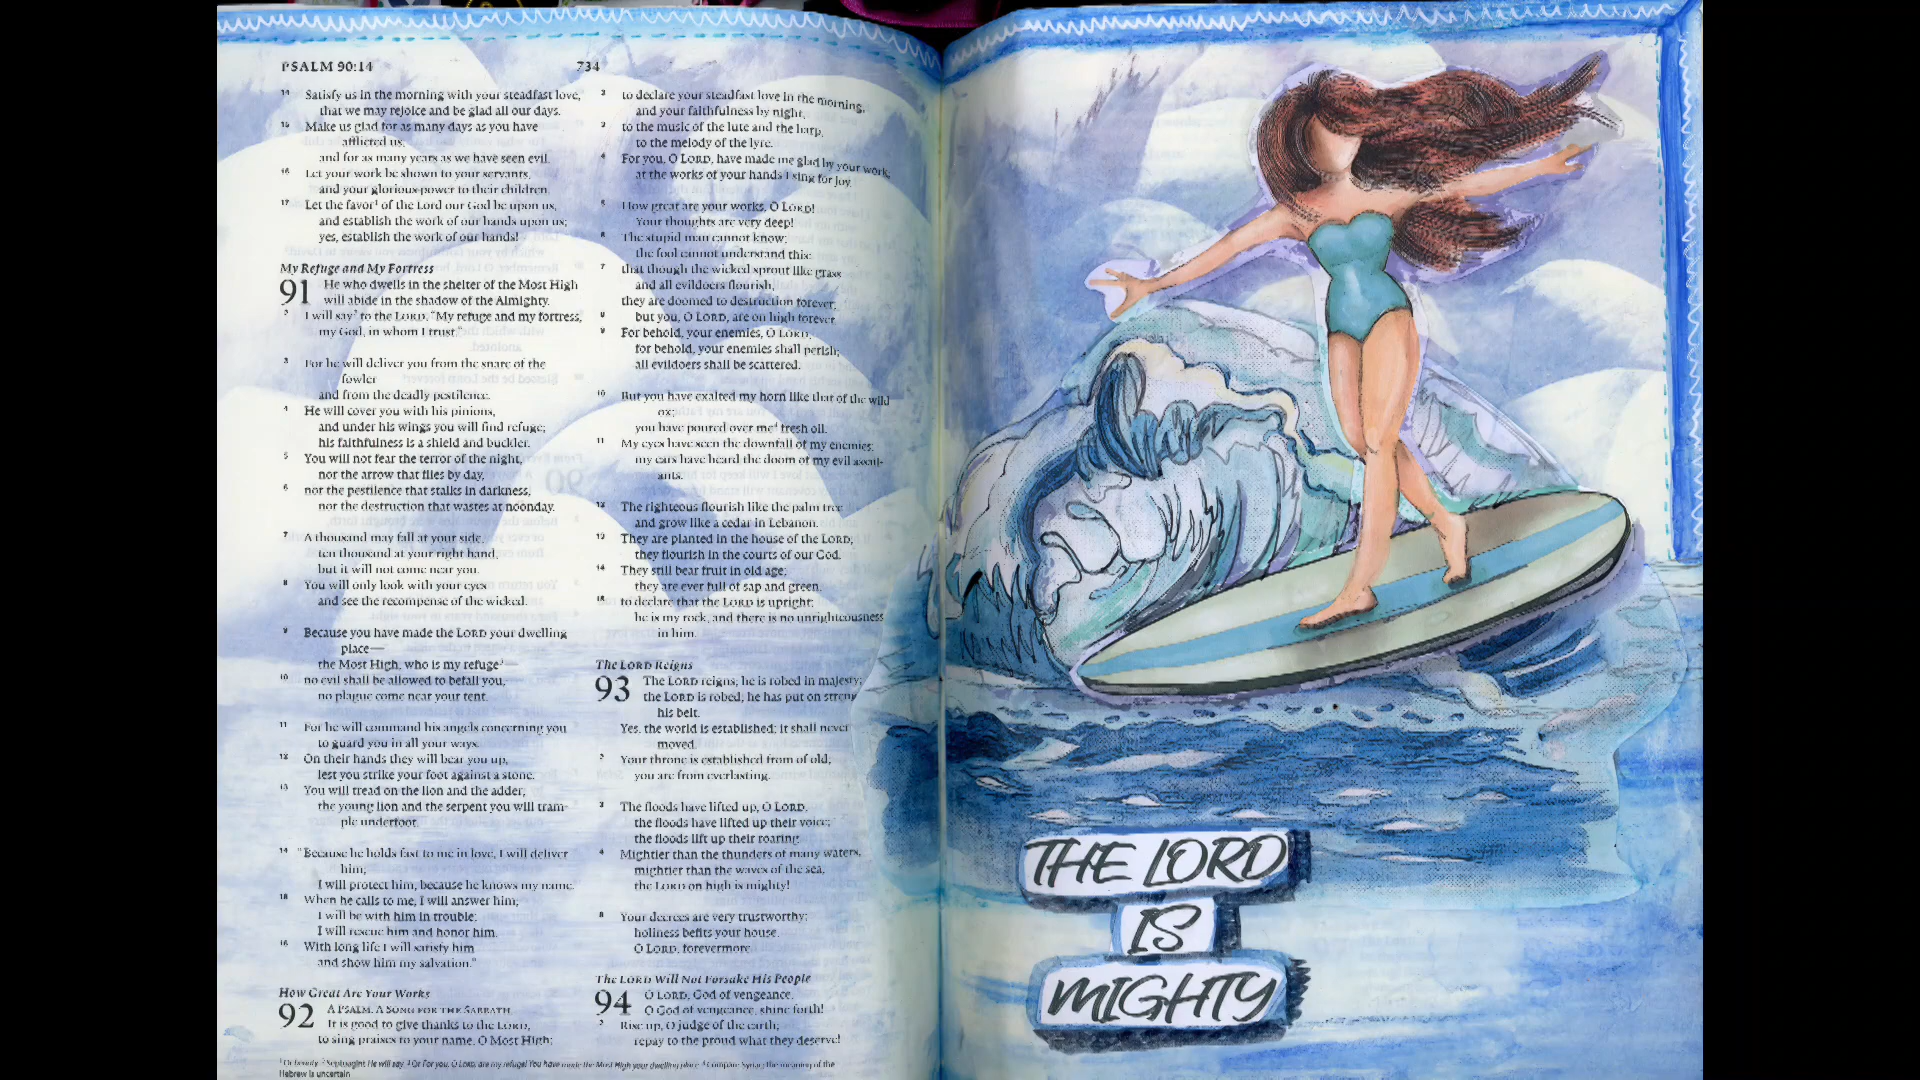 PSALM 90:14
734
14 Satisfy us in the morning with your steadfast love,
that we may rejoice and be glad all our days.
15 Make us glad for as many days as you have
afflicted us,
and for as many years as we have seen evil.
16 Let your work be shown to your servants,
and your glorious power to their children.
17 Let the favor¹ of the Lord our God be upon us,
and establish the work of our hands upon us;
yes, establish the work of our hands!
My Refuge and My Fortress
91 He who dwells in the shelter of the Most High
will abide in the shadow of the Almighty.
2 I will say² to the LORD, "My refuge and my fortress,
my God, in whom I trust."
3 For he will deliver you from the snare of the
fowler
and from the deadly pestilence.
4 He will cover you with his pinions,
and under his wings you will find refuge;
his faithfulness is a shield and buckler.
5 You will not fear the terror of the night,
nor the arrow that flies by day,
6 nor the pestilence that stalks in darkness,
nor the destruction that wastes at noonday.
7 A thousand may fall at your side,
ten thousand at your right hand,
but it will not come near you.
8 You will only look with your eyes
and see the recompense of the wicked.
9 Because you have made the LORD your dwelling
place—
the Most High, who is my refuge³—
10 no evil shall be allowed to befall you,
no plague come near your tent.
11 For he will command his angels concerning you
to guard you in all your ways.
12 On their hands they will bear you up,
lest you strike your foot against a stone.
13 You will tread on the lion and the adder;
the young lion and the serpent you will tram-
ple underfoot.
14 "Because he holds fast to me in love, I will deliver
him;
I will protect him, because he knows my name.
15 When he calls to me, I will answer him;
I will be with him in trouble;
I will rescue him and honor him.
16 With long life I will satisfy him
and show him my salvation."
How Great Are Your Works
92 A PSALM. A SONG FOR THE SABBATH.
It is good to give thanks to the LORD,
to sing praises to your name, O Most High;
2 to declare your steadfast love in the morning,
and your faithfulness by night,
3 to the music of the lute and the harp,
to the melody of the lyre.
4 For you, O LORD, have made me glad by your work;
at the works of your hands I sing for joy.
5 How great are your works, O LORD!
Your thoughts are very deep!
6 The stupid man cannot know;
the fool cannot understand this:
7 that though the wicked sprout like grass
and all evildoers flourish,
they are doomed to destruction forever;
8 but you, O LORD, are on high forever.
9 For behold, your enemies, O LORD,
for behold, your enemies shall perish;
all evildoers shall be scattered.
10 But you have exalted my horn like that of the wild
ox;
you have poured over me⁴ fresh oil.
11 My eyes have seen the downfall of my enemies;
my ears have heard the doom of my evil assail-
ants.
12 The righteous flourish like the palm tree
and grow like a cedar in Lebanon.
13 They are planted in the house of the LORD;
they flourish in the courts of our God.
14 They still bear fruit in old age;
they are ever full of sap and green,
15 to declare that the LORD is upright;
he is my rock, and there is no unrighteousness
in him.
The LORD Reigns
93 The LORD reigns; he is robed in majesty;
the LORD is robed; he has put on
his belt.
Yes, the world is established; it shall never
moved.
2 Your throne is established from of old;
you are from everlasting.
3 The floods have lifted up, O LORD,
the floods have lifted up their voice;
the floods lift up their roaring.
4 Mightier than the thunders of many waters,
mightier than the waves of the sea,
the LORD on high is mighty!
5 Your decrees are very trustworthy;
holiness befits your house,
O LORD, forevermore.
The LORD Will Not Forsake His People
94 O LORD, God of vengeance,
O God of vengeance, shine forth!
2 Rise up, O judge of the earth;
repay to the proud what they deserve!
¹ Or beauty ² Septuagint He will say ³ Or For you, O LORD, are my refuge! You have made the Most High your dwelling place ⁴ Compare Syriac; the meaning of the
Hebrew is uncertain
THE LORD
IS
MIGHTY